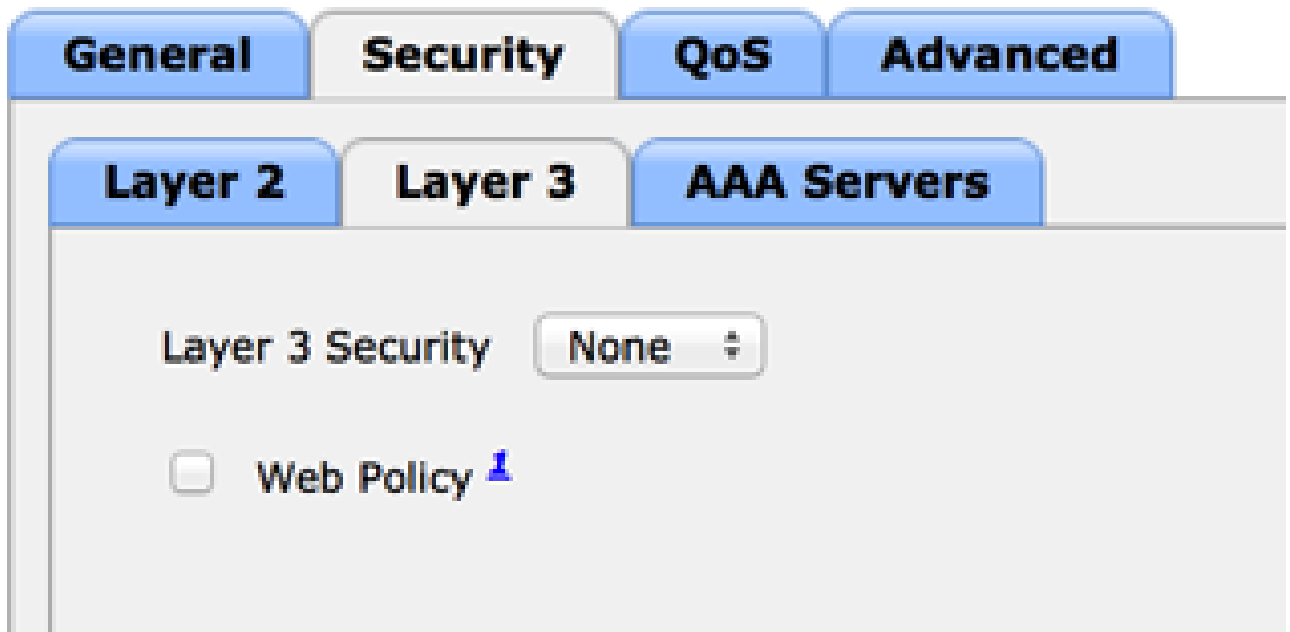 General Security QoS Advanced
Layer 2 Layer 3 AAA Servers
Layer 3 Security None
Web Policy 1